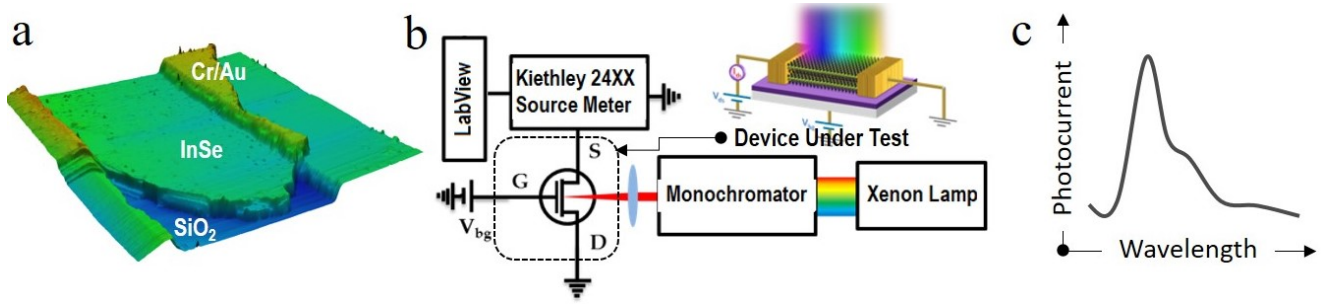 a
Cr/Au
InSe
SiO2
b
LabView
Kiethley 24XX
Source Meter
S
G
D
Vbg
Device Under Test
Monochromator
Xenon Lamp
c
Photocurrent
Wavelength